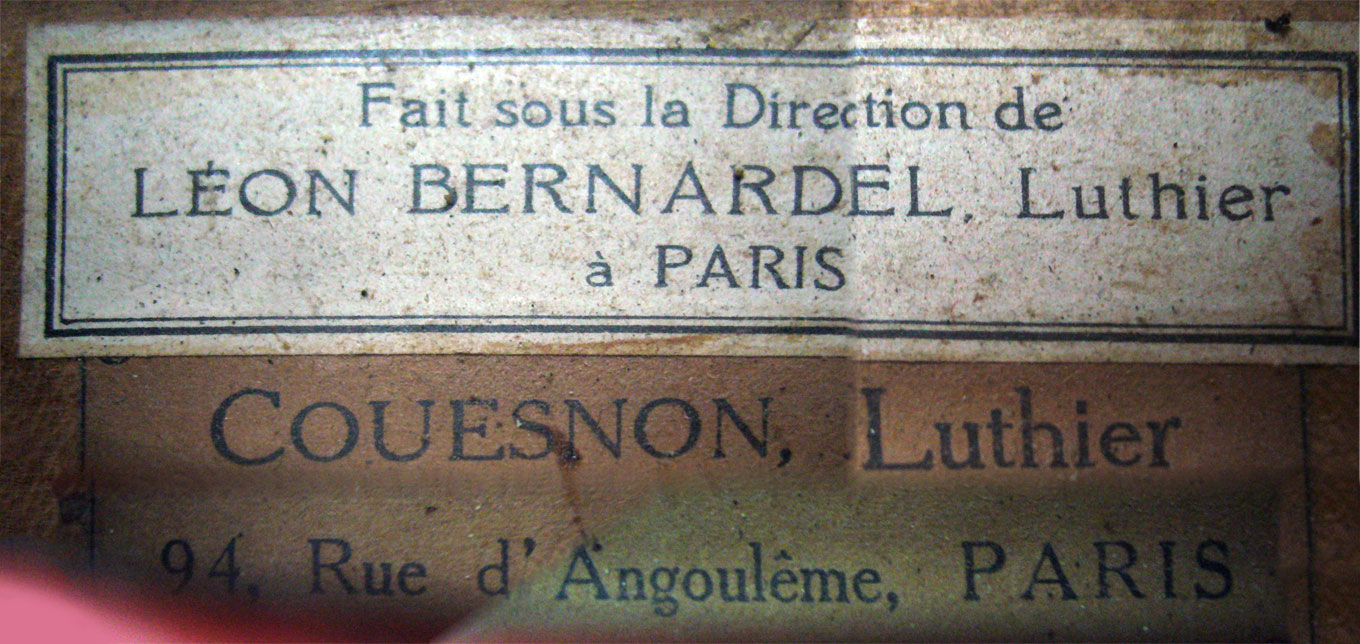 Fait sous la Direction de
LÉON BERNARDEL, Luthier
à PARIS
COUESNON, Luthier
94, Rue d'Angoulême, PARIS